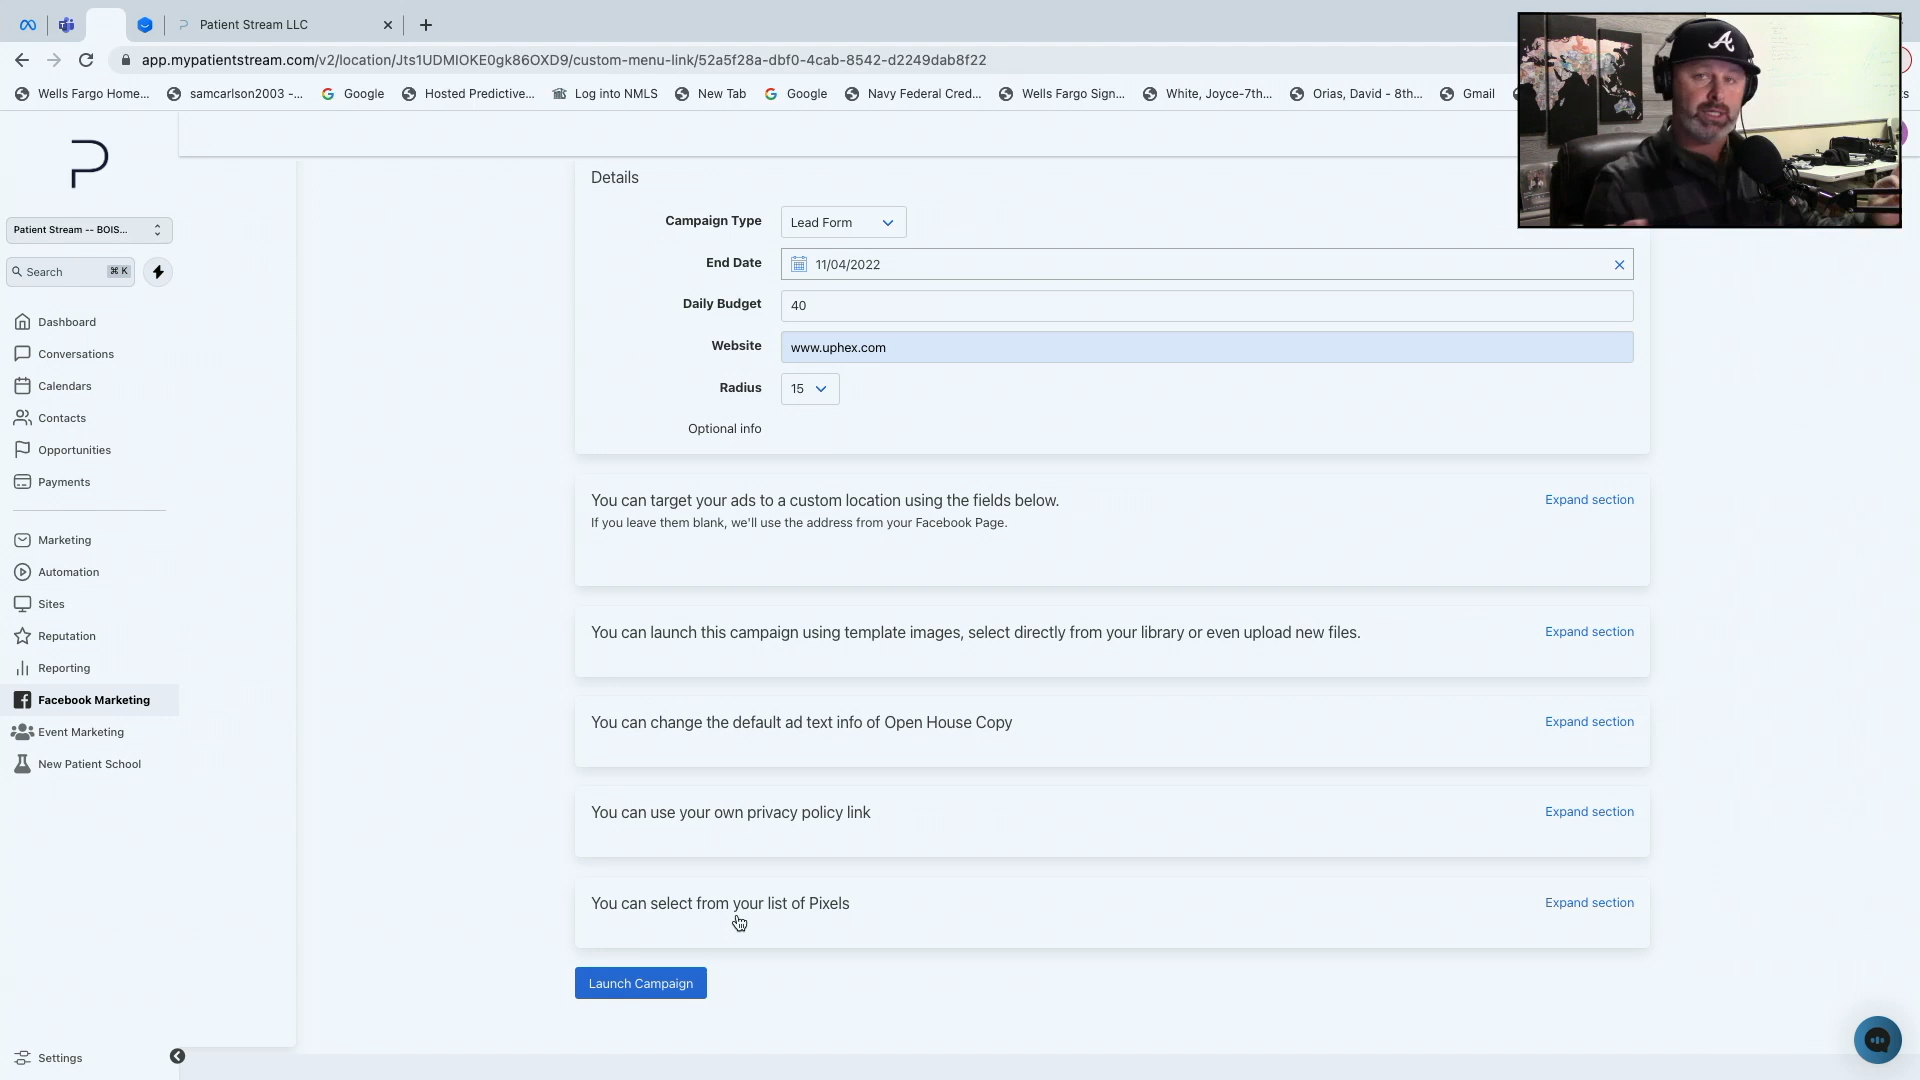 Patient Stream LLC
app.mypatientstream.com/v2/location/Jts1UDMIOKE0gk86OXD9/custom-menu-link/52a5f28a-dbf0-4cab-8542-d2249dab8f22
Wells Fargo Home... samcarlson2003 -... Google Hosted Predictive... Log into NMLS New Tab Google Navy Federal Cred... Wells Fargo Sign... White, Joyce-7th... Orias, David - 8th... Gmail
Patient Stream -- BOIS...
Search ⌘ K
Dashboard
Conversations
Calendars
Contacts
Opportunities
Payments
Marketing
Automation
Sites
Reputation
Reporting
Facebook Marketing
Event Marketing
New Patient School
Settings
Details
Campaign Type Lead Form
End Date 11/04/2022
Daily Budget 40
Website www.uphex.com
Radius 15
Optional info
You can target your ads to a custom location using the fields below. Expand section
If you leave them blank, we'll use the address from your Facebook Page.
You can launch this campaign using template images, select directly from your library or even upload new files. Expand section
You can change the default ad text info of Open House Copy Expand section
You can use your own privacy policy link Expand section
You can select from your list of Pixels Expand section
Launch Campaign